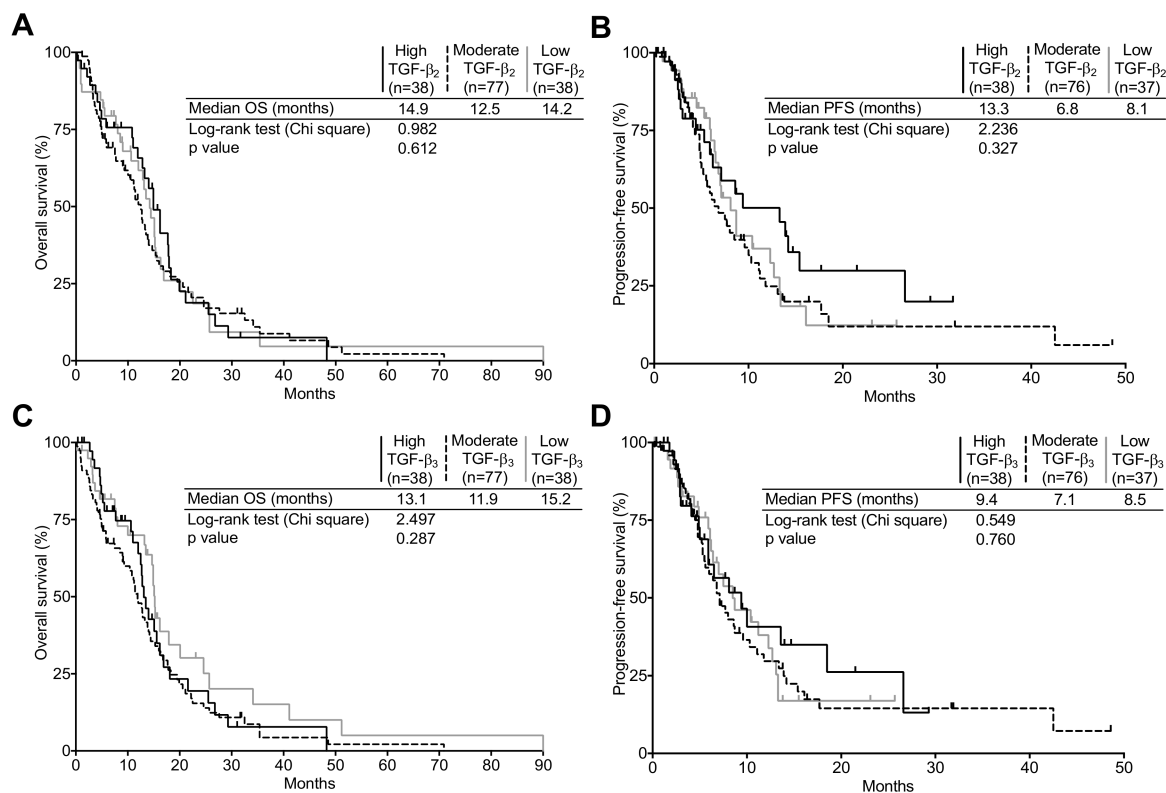 A
High Moderate Low
TGF-β2 TGF-β2 TGF-β2
(n=38) (n=77) (n=38)
Median OS (months) 14.9 12.5 14.2
Log-rank test (Chi square) 0.982
p value 0.612
Overall survival (%)
100
75
50
25
0
0 10 20 30 40 50 60 70 80 90
Months
B
High Moderate Low
TGF-β2 TGF-β2 TGF-β2
(n=38) (n=76) (n=37)
Median PFS (months) 13.3 6.8 8.1
Log-rank test (Chi square) 2.236
p value 0.327
Progression-free survival (%)
100
75
50
25
0
0 10 20 30 40 50
Months
C
High Moderate Low
TGF-β3 TGF-β3 TGF-β3
(n=38) (n=77) (n=38)
Median OS (months) 13.1 11.9 15.2
Log-rank test (Chi square) 2.497
p value 0.287
Overall survival (%)
100
75
50
25
0
0 10 20 30 40 50 60 70 80 90
Months
D
High Moderate Low
TGF-β3 TGF-β3 TGF-β3
(n=38) (n=76) (n=37)
Median PFS (months) 9.4 7.1 8.5
Log-rank test (Chi square) 0.549
p value 0.760
Progression-free survival (%)
100
75
50
25
0
0 10 20 30 40 50
Months